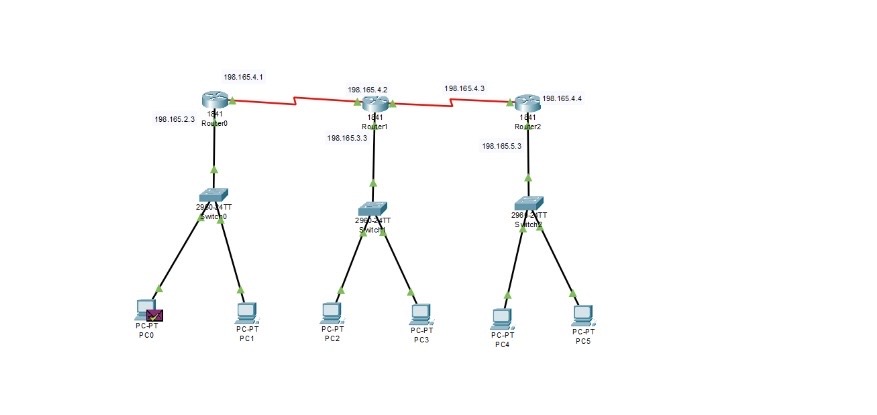 198.165.4.1
198.165.4.2
198.165.4.3
198.165.4.4
1841
Router0
1841
Router1
1841
Router2
198.165.2.3
198.165.3.3
198.165.5.3
2960-24TT
Switch0
2960-24TT
Switch1
2960-24TT
PC-PT
PC0
PC-PT
PC1
PC-PT
PC2
PC-PT
PC3
PC-PT
PC4
PC-PT
PC5